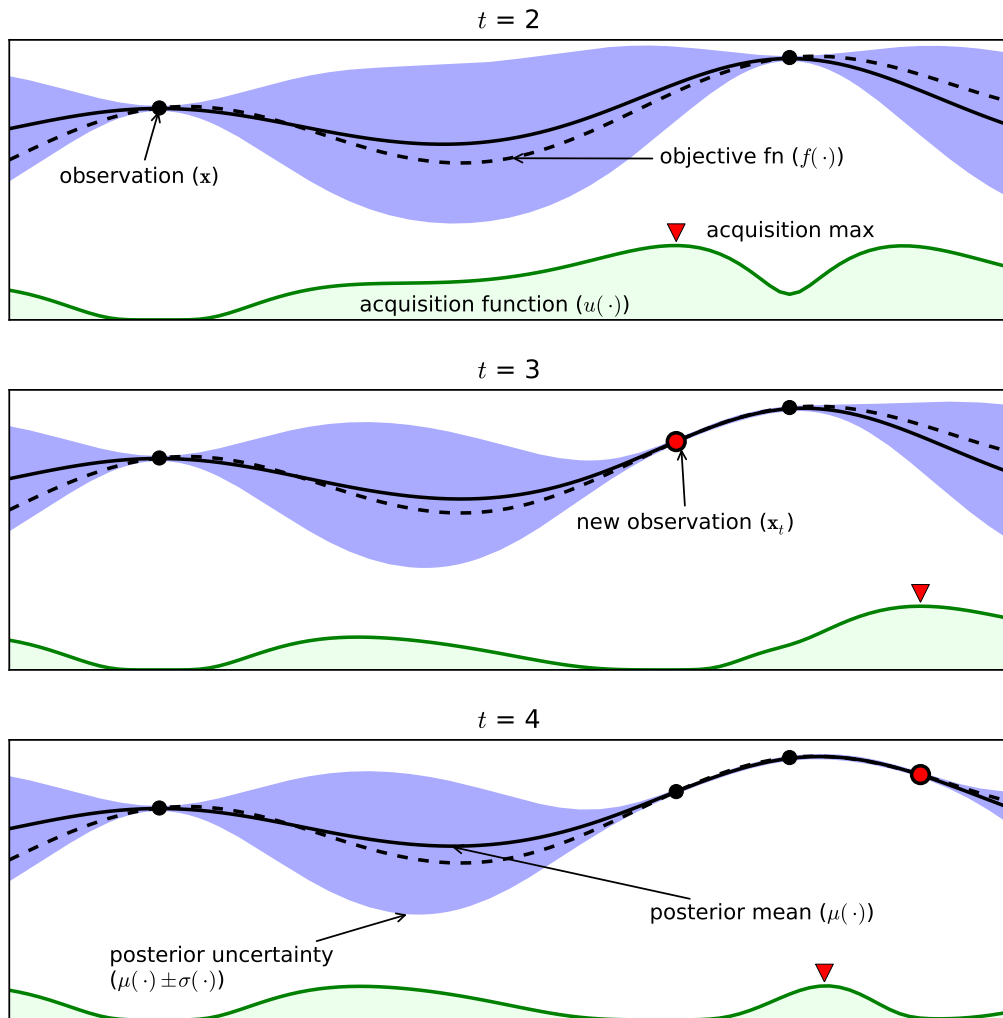 t = 2
observation (x)
objective fn (f(·))
acquisition max
acquisition function (u(·))
t = 3
new observation (xₜ)
t = 4
posterior mean (μ(·))
posterior uncertainty
(μ(·) ± σ(·))